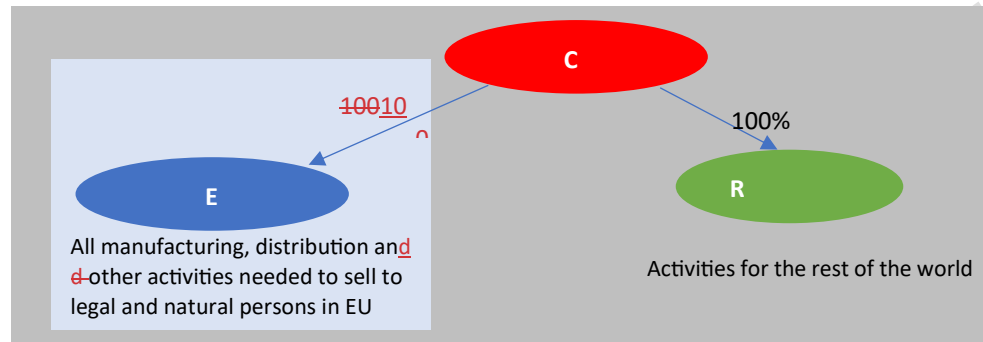 C
10010
0
100%
E
R
All manufacturing, distribution and
d other activities needed to sell to
legal and natural persons in EU
Activities for the rest of the world